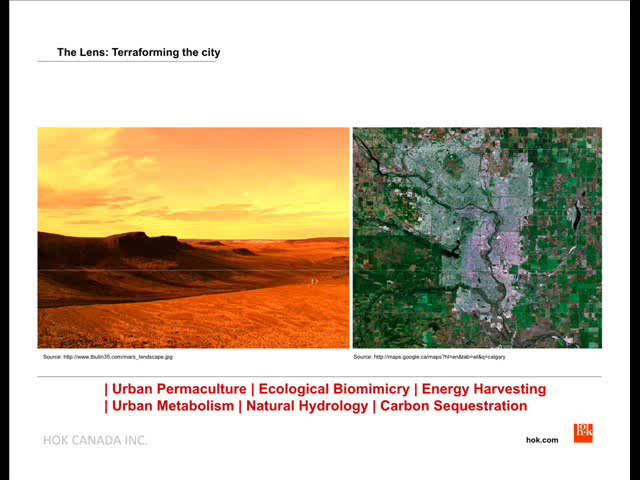 The Lens: Terraforming the city
Source: http://www.tbulin35.com/mars_landscape.jpg
Source: http://maps.google.ca/maps?hl=en&tab=wl&q=calgary
| Urban Permaculture | Ecological Biomimicry | Energy Harvesting
| Urban Metabolism | Natural Hydrology | Carbon Sequestration
HOK CANADA INC.
hok.com
hok